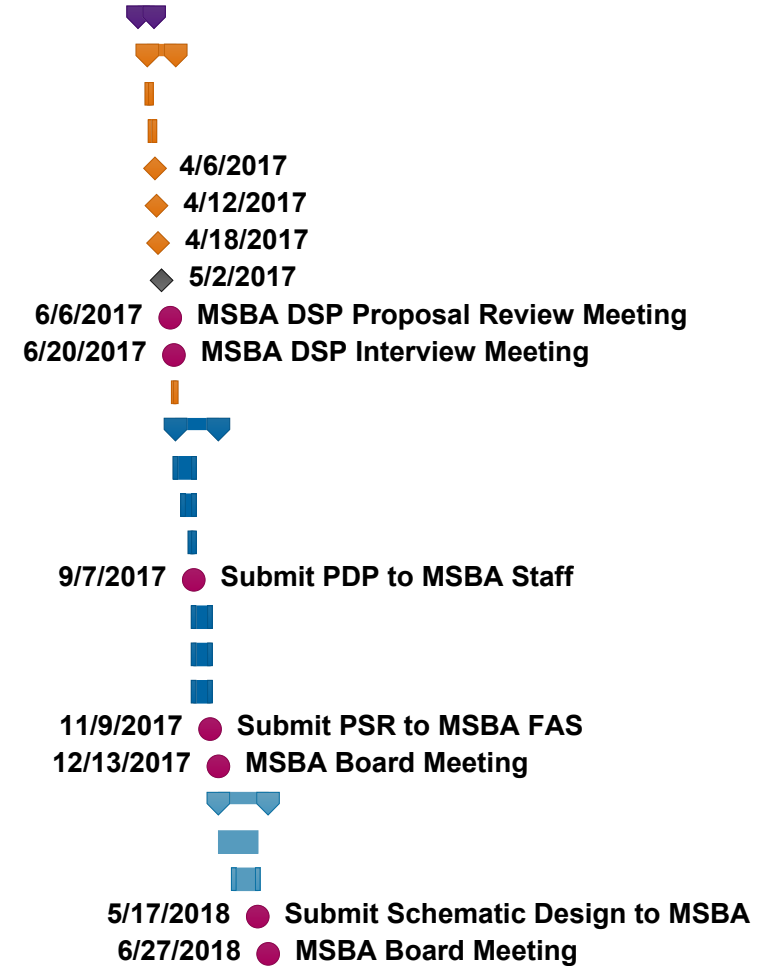 4/6/2017
4/12/2017
4/18/2017
5/2/2017
6/6/2017 MSBA DSP Proposal Review Meeting
6/20/2017 MSBA DSP Interview Meeting
9/7/2017 Submit PDP to MSBA Staff
11/9/2017 Submit PSR to MSBA FAS
12/13/2017 MSBA Board Meeting
5/17/2018 Submit Schematic Design to MSBA
6/27/2018 MSBA Board Meeting